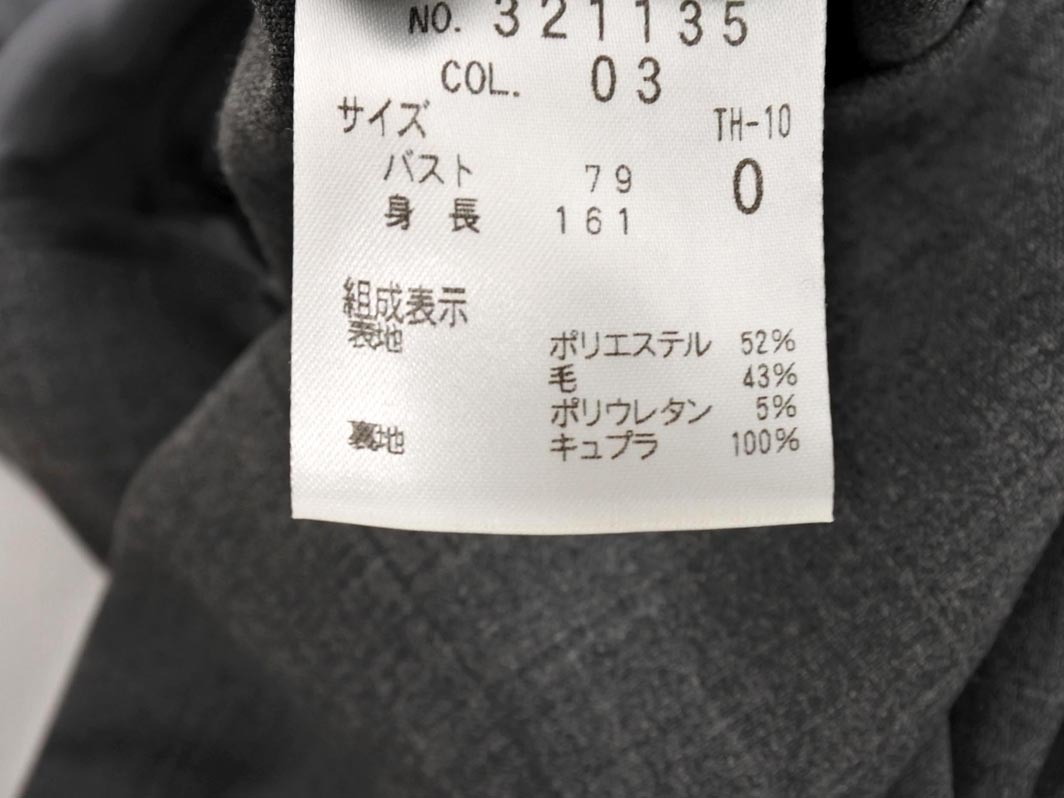 NO. 321135
COL. 03
サイズ TH-10
バスト 79 0
身長 161
組成表示
表地 ポリエステル 52%
毛 43%
ポリウレタン 5%
裏地 キュプラ 100%